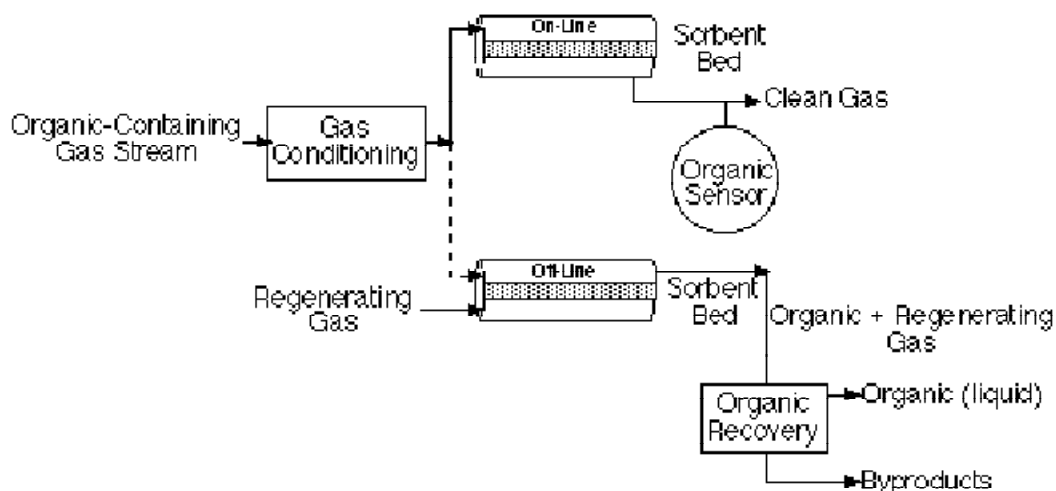 On-Line
Sorbent
Bed
Clean Gas
Organic-Containing
Gas Stream
Gas
Conditioning
Organic
Sensor
Off-Line
Regenerating
Gas
Sorbent
Bed
Organic + Regenerating
Gas
Organic
Recovery
Organic (liquid)
Byproducts